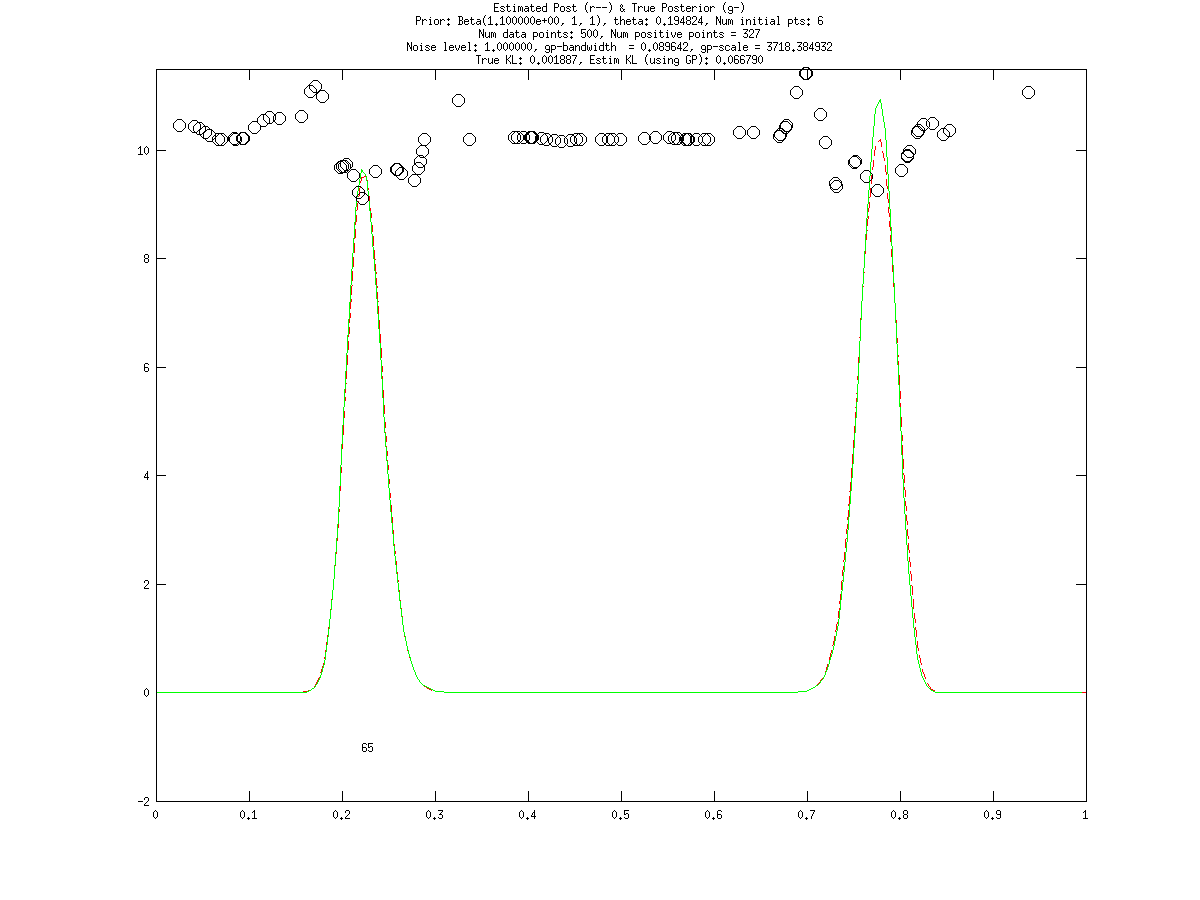 Estimated Post (r--) & True Posterior (g-)
Prior: Beta(1.100000e+00, 1, 1), theta: 0.194824, Num initial pts: 6
Num data points: 500, Num positive points = 327
Noise level: 1.000000, gp-bandwidth  = 0.089642, gp-scale = 3718.384932
True KL: 0.001887, Estim KL (using GP): 0.066790
10
8
6
4
2
0
65
-2
0 0.1 0.2 0.3 0.4 0.5 0.6 0.7 0.8 0.9 1